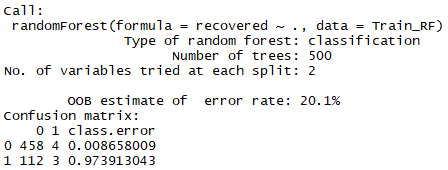 Call:
 randomForest(formula = recovered ~ ., data = Train_RF)
               Type of random forest: classification
                     Number of trees: 500
No. of variables tried at each split: 2

        OOB estimate of  error rate: 20.1%
Confusion matrix:
    0 1 class.error
0 458 4 0.008658009
1 112 3 0.973913043